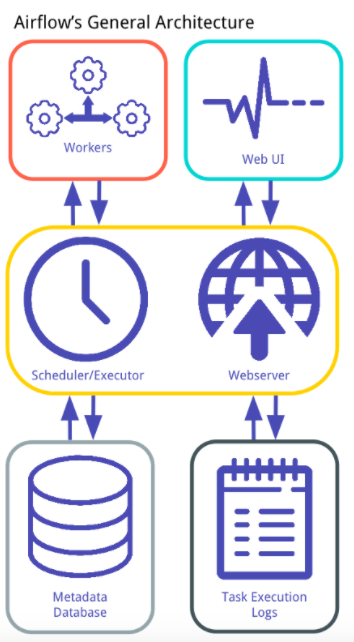 Airflow's General Architecture
Workers
Web UI
Scheduler/Executor
Webserver
Metadata
Database
Task Execution
Logs